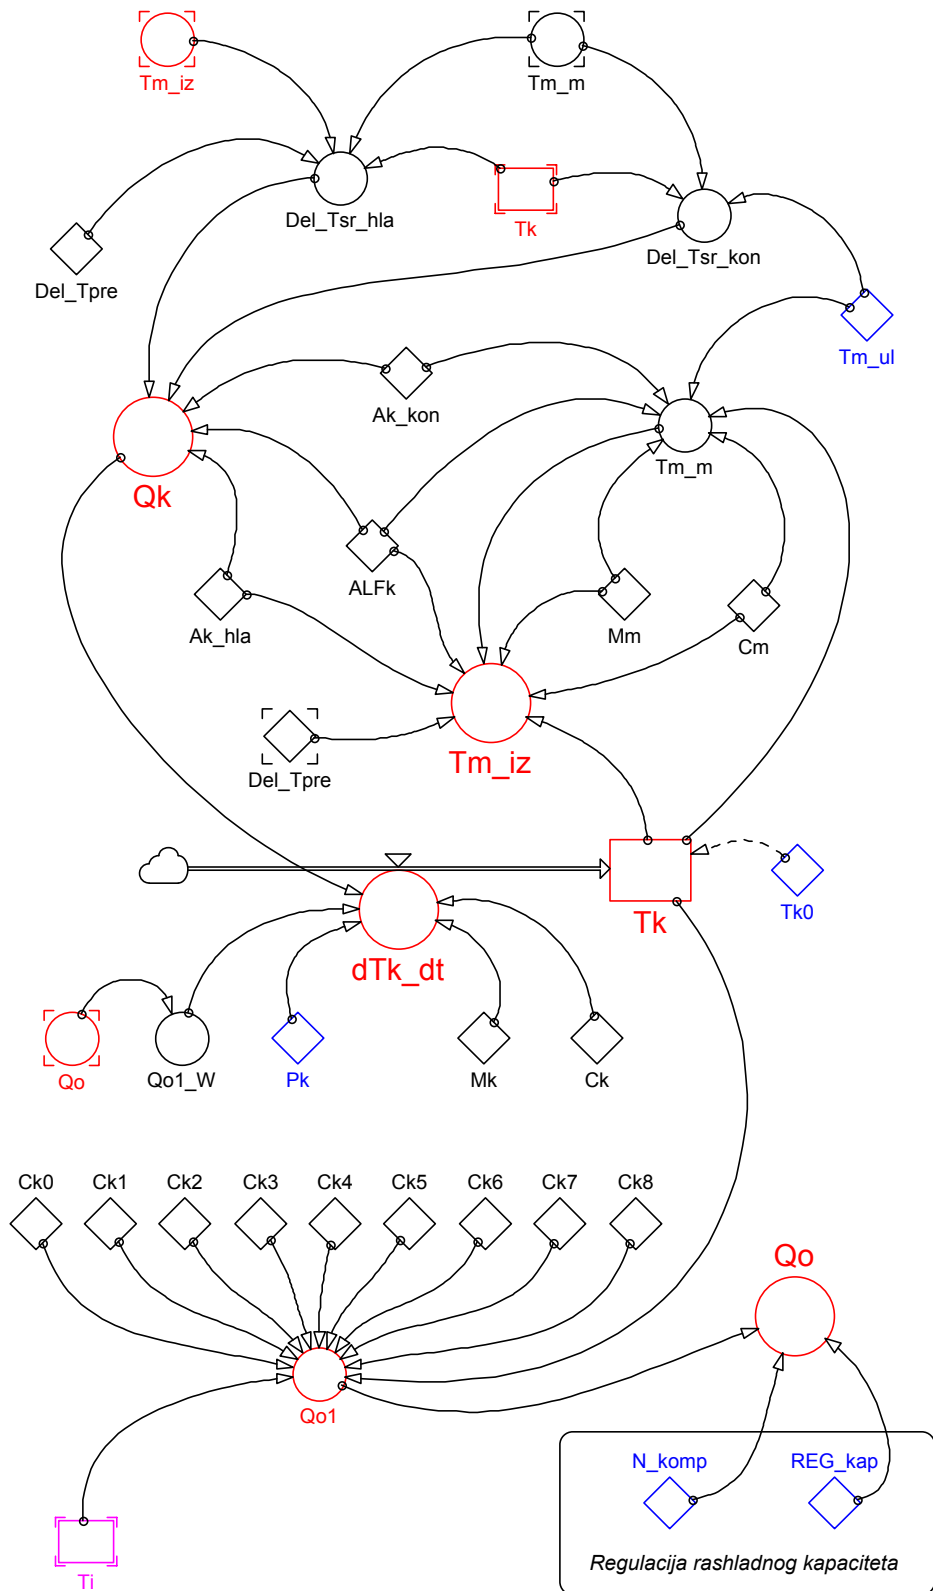 Tm_iz
Tm_m
Del_Tsr_hla
Tk
Del_Tsr_kon
Del_Tpre
Tm_ul
Ak_kon
Tm_m
Qk
ALFk
Ak_hla
Mm
Cm
Del_Tpre
Tm_iz
Tk
Tk0
dTk_dt
Qo
Qo1_W
Pk
Mk
Ck
Ck0 Ck1 Ck2 Ck3 Ck4 Ck5 Ck6 Ck7 Ck8
Qo
Qo1
N_komp REG_kap
Regulacija rashladnog kapaciteta
Ti